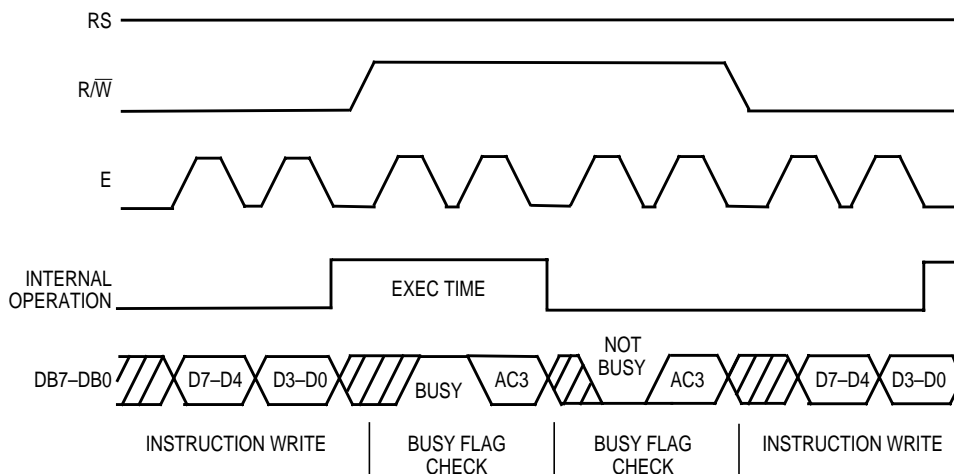 RS
R/W̅
E
INTERNAL
OPERATION
EXEC TIME
DB7–DB0
D7–D4
D3–D0
BUSY
AC3
NOT
BUSY
AC3
D7–D4
D3–D0
INSTRUCTION WRITE
BUSY FLAG
CHECK
BUSY FLAG
CHECK
INSTRUCTION WRITE